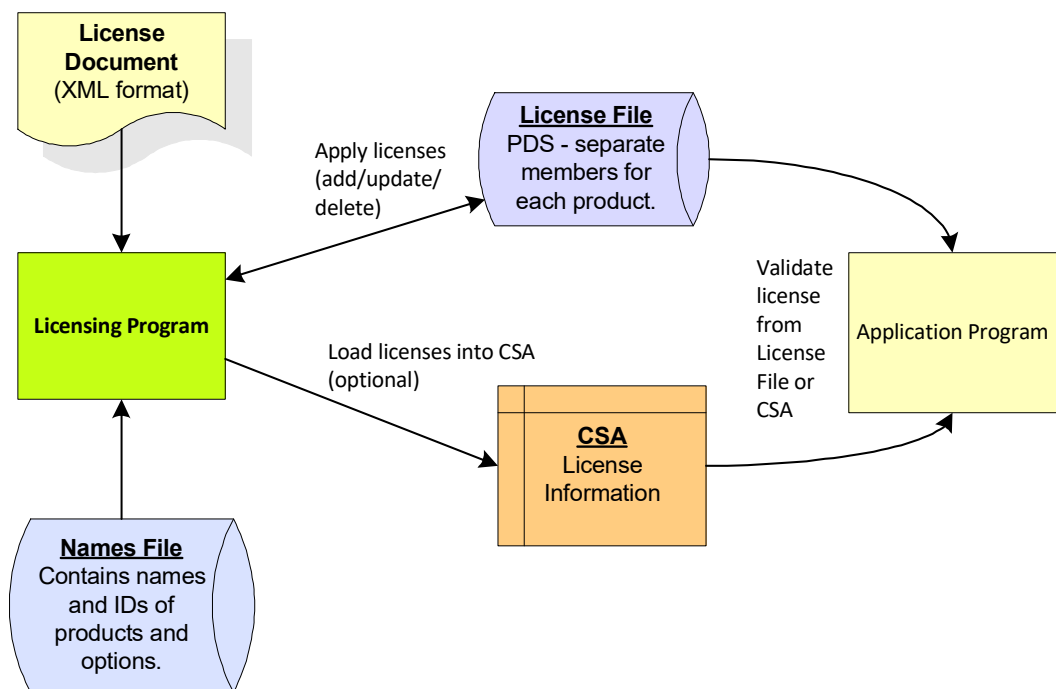 License
Document
(XML format)
Apply licenses
(add/update/
delete)
License File
PDS - separate
members for
each product.
Licensing Program
Validate
license
from
License
File or
CSA
Application Program
Load licenses into CSA
(optional)
CSA
License
Information
Names File
Contains names
and IDs of
products and
options.